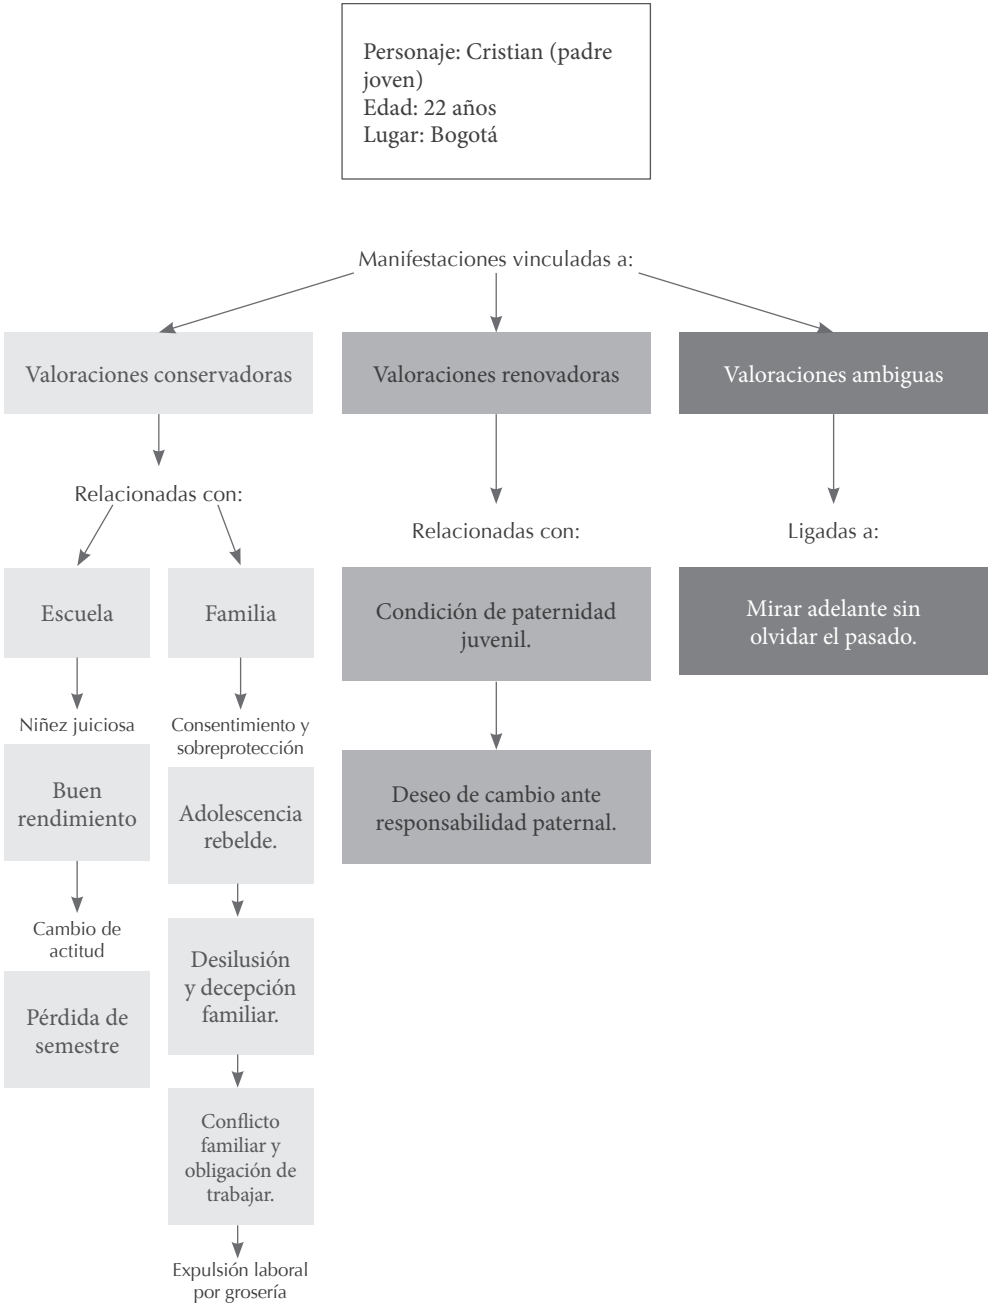 Personaje: Cristian (padre
joven)
Edad: 22 años
Lugar: Bogotá
Manifestaciones vinculadas a:
Valoraciones conservadoras
Valoraciones renovadoras
Valoraciones ambiguas
Relacionadas con:
Relacionadas con:
Ligadas a:
Escuela
Familia
Condición de paternidad
juvenil.
Mirar adelante sin
olvidar el pasado.
Niñez juiciosa
Consentimiento y
sobreprotección
Buen
rendimiento
Adolescencia
rebelde.
Deseo de cambio ante
responsabilidad paternal.
Cambio de
actitud
Desilusión
y decepción
familiar.
Pérdida de
semestre
Conflicto
familiar y
obligación de
trabajar.
Expulsión laboral
por grosería